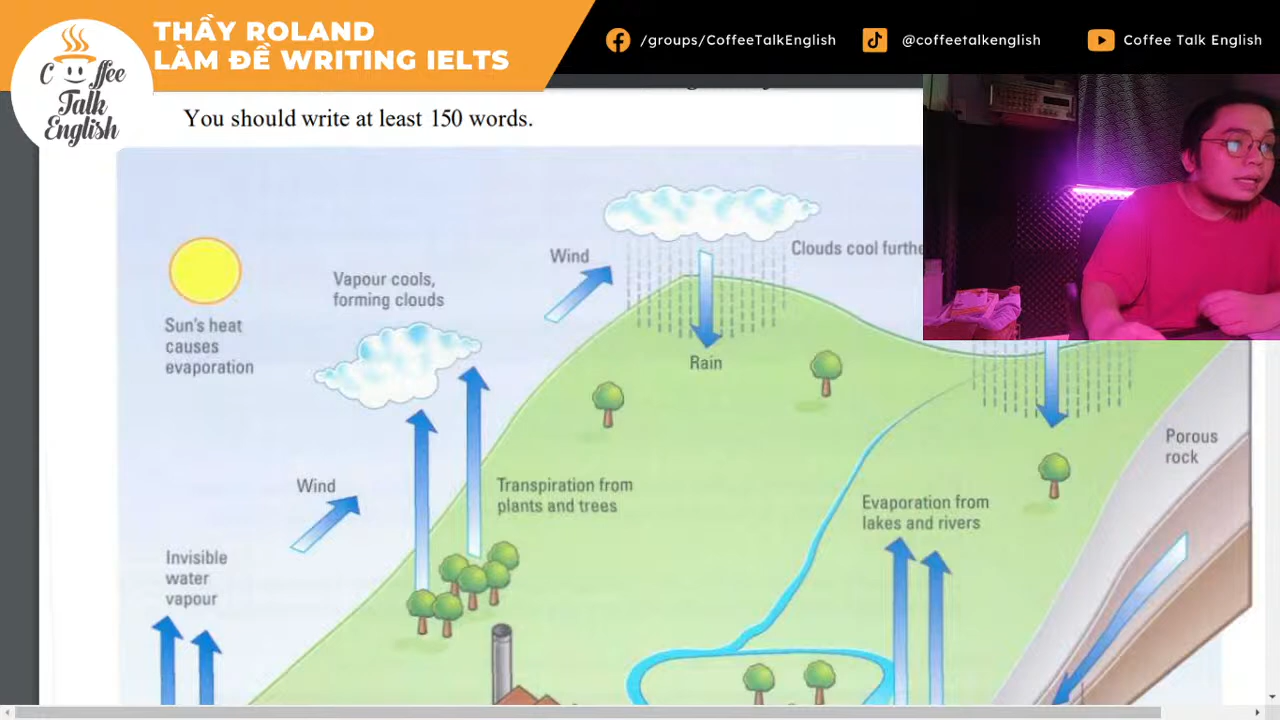 THẦY ROLAND
LÀM ĐỀ WRITING IELTS
/groups/CoffeeTalkEnglish
@coffeetalkenglish
Coffee Talk English
Coffee
Talk
English
You should write at least 150 words.
Sun's heat
causes
evaporation
Vapour cools,
forming clouds
Wind
Clouds cool
Rain
Wind
Transpiration from
plants and trees
Evaporation from
lakes and rivers
Porous
rock
Invisible
water
vapour